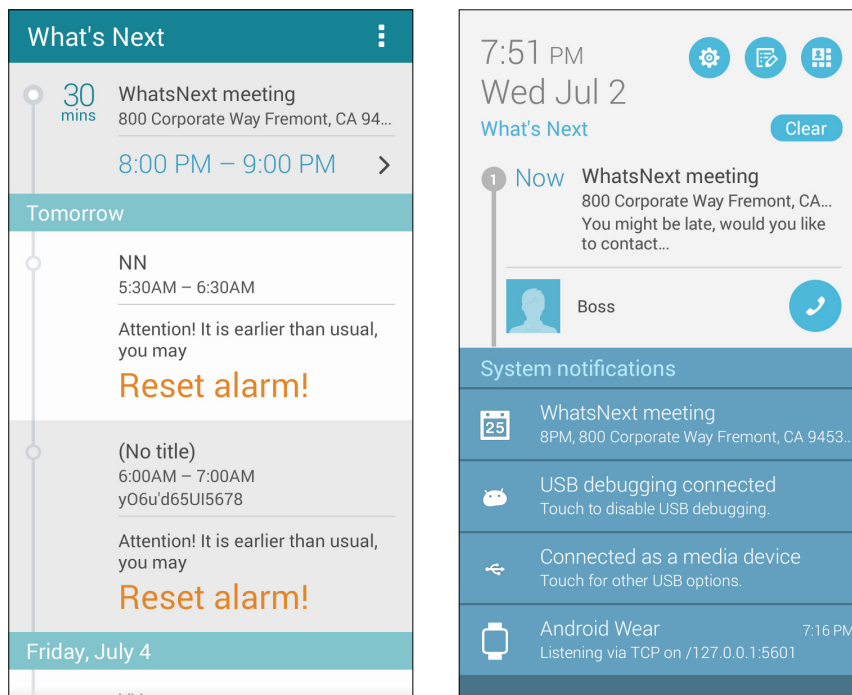 What's Next
30
mins
WhatsNext meeting
800 Corporate Way Fremont, CA 94...
8:00 PM – 9:00 PM
Tomorrow
NN
5:30AM – 6:30AM
Attention! It is earlier than usual,
you may
Reset alarm!
(No title)
6:00AM – 7:00AM
yO6u'd65UI5678
Attention! It is earlier than usual,
you may
Reset alarm!
Friday, July 4
7:51 PM
Wed Jul 2
What's Next
Clear
1
Now
WhatsNext meeting
800 Corporate Way Fremont, CA...
You might be late, would you like
to contact...
Boss
System notifications
25
WhatsNext meeting
8PM, 800 Corporate Way Fremont, CA 9453..
USB debugging connected
Touch to disable USB debugging.
Connected as a media device
Touch for other USB options.
Android Wear
7:16 PM
Listening via TCP on /127.0.0.1:5601